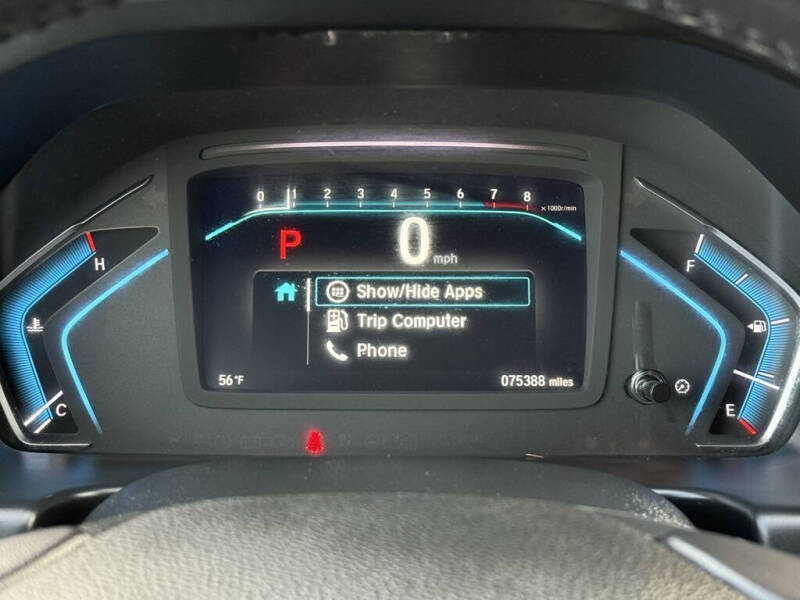 0 1 2 3 4 5 6 7 8
×1000r/min
P 0 mph
H F
Show/Hide Apps
Trip Computer
Phone
C E
56°F 075388 miles